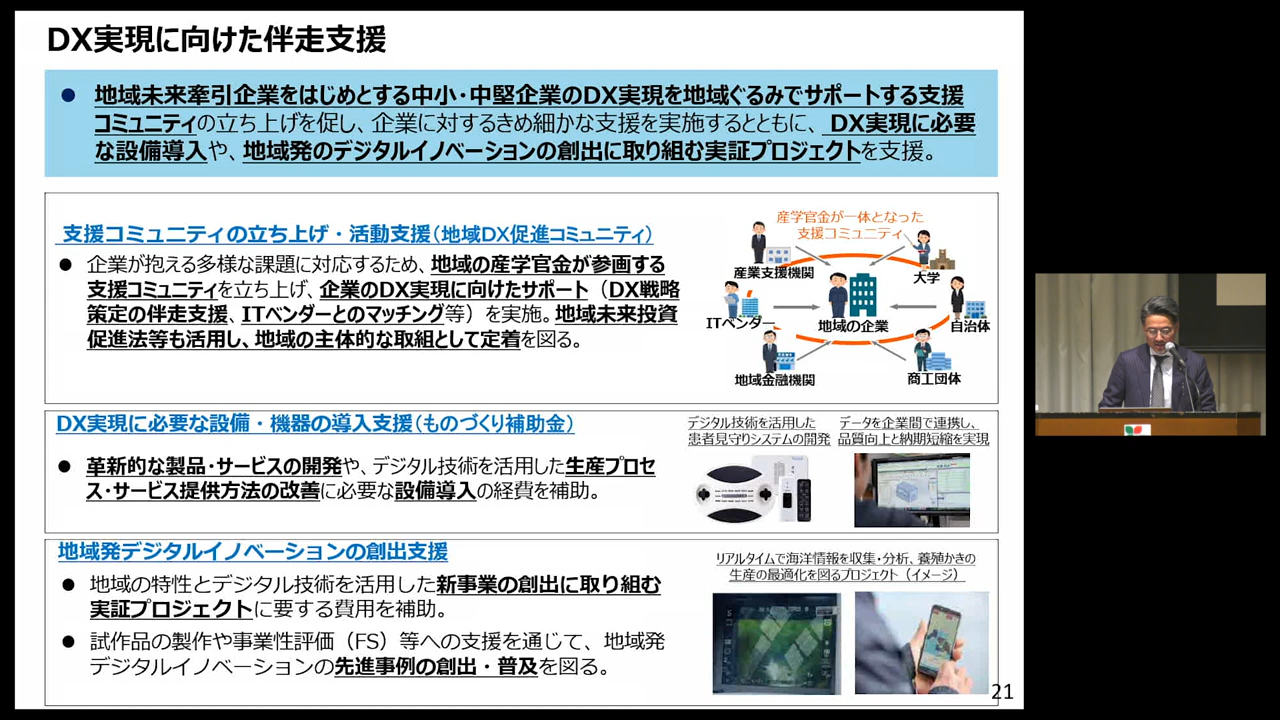 DX実現に向けた伴走支援
● 地域未来牽引企業をはじめとする中小・中堅企業のDX実現を地域ぐるみでサポートする支援
コミュニティの立ち上げを促し、企業に対するきめ細かな支援を実施するとともに、DX実現に必要
な設備導入や、地域発のデジタルイノベーションの創出に取り組む実証プロジェクトを支援。
支援コミュニティの立ち上げ・活動支援（地域DX促進コミュニティ）
● 企業が抱える多様な課題に対応するため、地域の産学官金が参画する
支援コミュニティを立ち上げ、企業のDX実現に向けたサポート（DX戦略
策定の伴走支援、ITベンダーとのマッチング等）を実施。地域未来投資
促進法等も活用し、地域の主体的な取組として定着を図る。
産学官金が一体となった
支援コミュニティ
産業支援機関
大学
ITベンダー
地域の企業
自治体
地域金融機関
商工団体
DX実現に必要な設備・機器の導入支援（ものづくり補助金）
● 革新的な製品・サービスの開発や、デジタル技術を活用した生産プロセ
ス・サービス提供方法の改善に必要な設備導入の経費を補助。
デジタル技術を活用した
患者見守りシステムの開発
データを企業間で連携し、
品質向上と納期短縮を実現
地域発デジタルイノベーションの創出支援
● 地域の特性とデジタル技術を活用した新事業の創出に取り組む
実証プロジェクトに要する費用を補助。
● 試作品の製作や事業性評価（FS）等への支援を通じて、地域発
デジタルイノベーションの先進事例の創出・普及を図る。
リアルタイムで海洋情報を収集・分析、養殖かきの
生産の最適化を図るプロジェクト（イメージ）
21